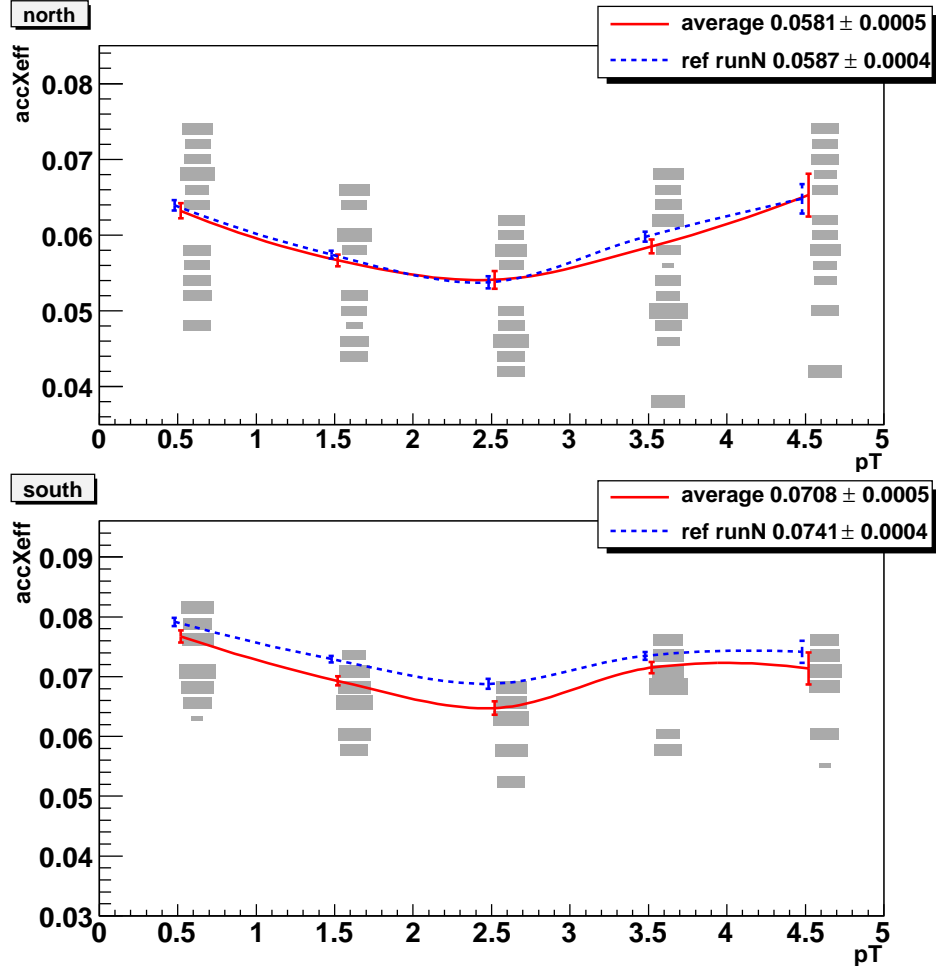 north
average 0.0581 ± 0.0005
ref runN 0.0587 ± 0.0004
accXeff
0.08
0.07
0.06
0.05
0.04
0 0.5 1 1.5 2 2.5 3 3.5 4 4.5 5
pT
south
average 0.0708 ± 0.0005
ref runN 0.0741 ± 0.0004
accXeff
0.09
0.08
0.07
0.06
0.05
0.04
0.03
0 0.5 1 1.5 2 2.5 3 3.5 4 4.5 5
pT